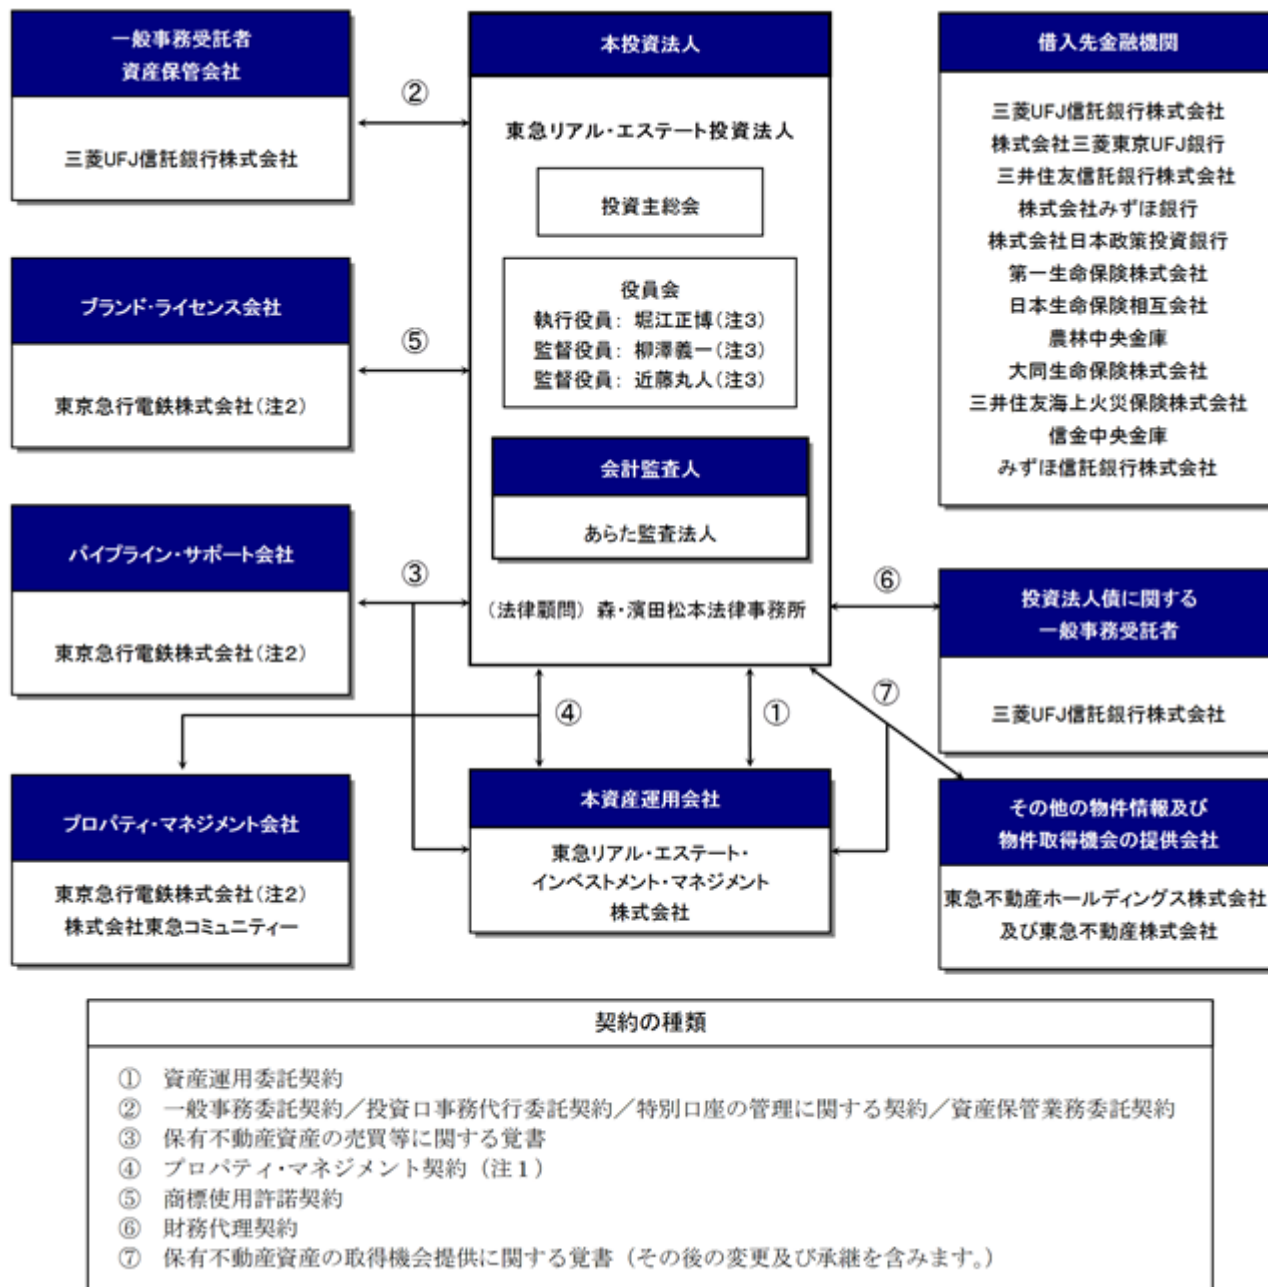 一般事務受託者
資産保管会社
三菱UFJ信託銀行株式会社
②
本投資法人
東急リアル・エステート投資法人
投資主総会
役員会
執行役員： 堀江正博（注3）
監督役員： 柳澤義一（注3）
監督役員： 近藤丸人（注3）
会計監査人
あらた監査法人
（法律顧問） 森・濱田松本法律事務所
借入先金融機関
三菱UFJ信託銀行株式会社
株式会社三菱東京UFJ銀行
三井住友信託銀行株式会社
株式会社みずほ銀行
株式会社日本政策投資銀行
第一生命保険株式会社
日本生命保険相互会社
農林中央金庫
大同生命保険株式会社
三井住友海上火災保険株式会社
信金中央金庫
みずほ信託銀行株式会社
ブランド・ライセンス会社
東京急行電鉄株式会社（注2）
⑤
パイプライン・サポート会社
東京急行電鉄株式会社（注2）
③
⑥
投資法人債に関する
一般事務受託者
三菱UFJ信託銀行株式会社
④
①
⑦
プロパティ・マネジメント会社
東京急行電鉄株式会社（注2）
株式会社東急コミュニティー
本資産運用会社
東急リアル・エステート・
インベストメント・マネジメント
株式会社
その他の物件情報及び
物件取得機会の提供会社
東急不動産ホールディングス株式会社
及び東急不動産株式会社
契約の種類
① 資産運用委託契約
② 一般事務委託契約／投資口事務代行委託契約／特別口座の管理に関する契約／資産保管業務委託契約
③ 保有不動産資産の売買等に関する覚書
④ プロパティ・マネジメント契約（注１）
⑤ 商標使用許諾契約
⑥ 財務代理契約
⑦ 保有不動産資産の取得機会提供に関する覚書（その後の変更及び承継を含みます。）